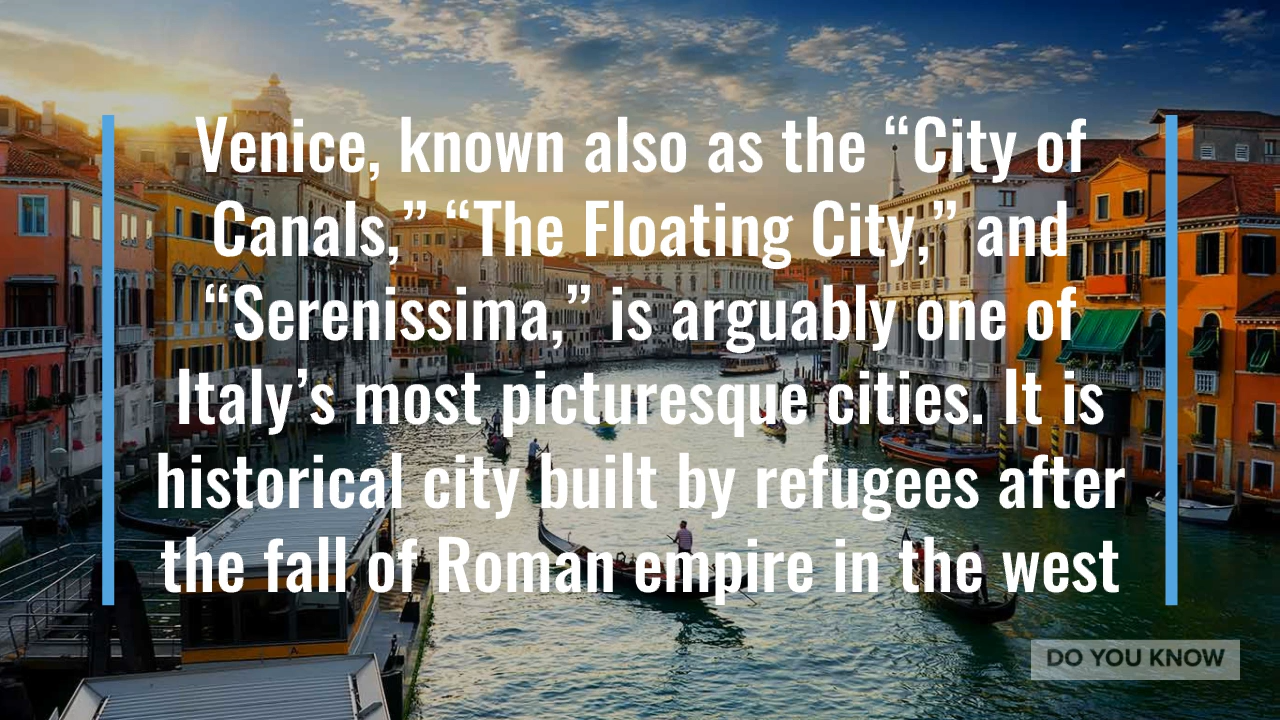 Venice, known also as the “City of
Canals,” “The Floating City,” and
“Serenissima,” is arguably one of
Italy’s most picturesque cities. It is
historical city built by refugees after
the fall of Roman empire in the west
DO YOU KNOW